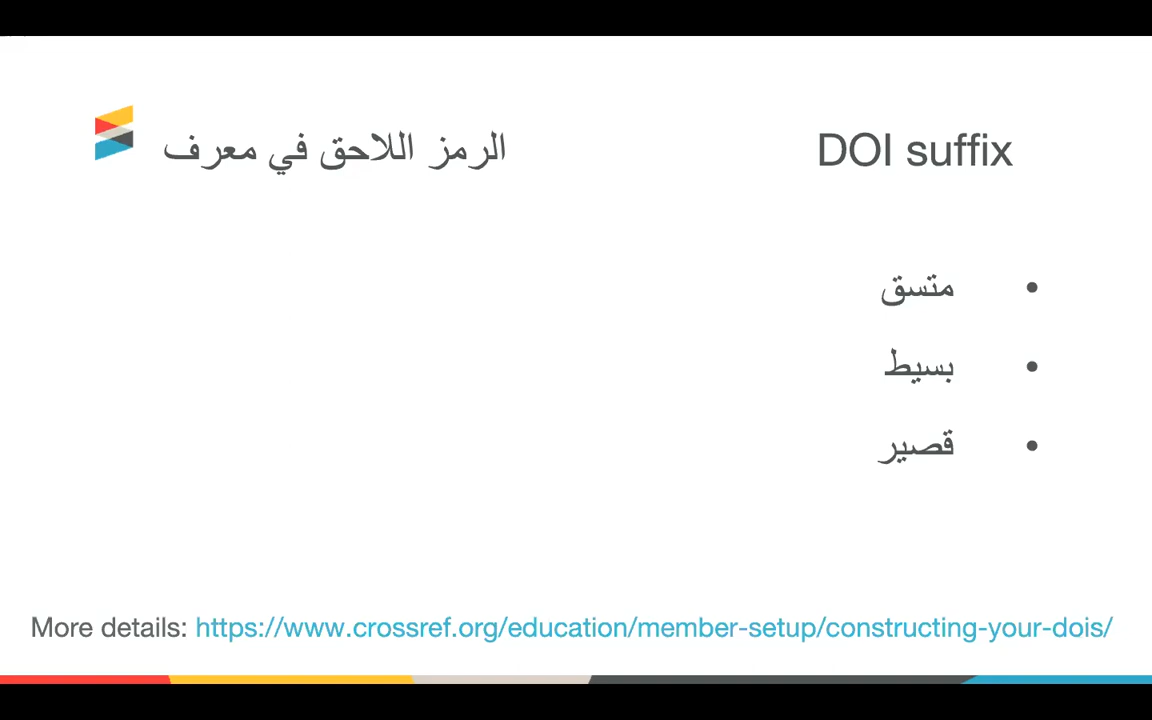 الرمز اللاحق في معرف
DOI suffix
• متسق
• بسيط
• قصير
More details: https://www.crossref.org/education/member-setup/constructing-your-dois/